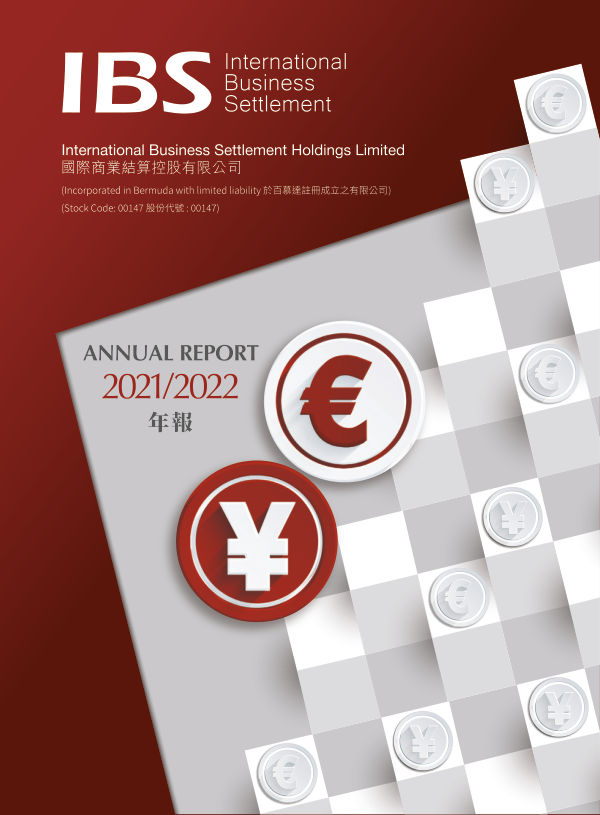 IBS
International
Business
Settlement
International Business Settlement Holdings Limited
國際商業結算控股有限公司
(Incorporated in Bermuda with limited liability 於百慕達註冊成立之有限公司)
(Stock Code: 00147 股份代號 : 00147)
ANNUAL REPORT
2021/2022
年報
€
¥
€
¥
€
¥
€
¥
¥
€